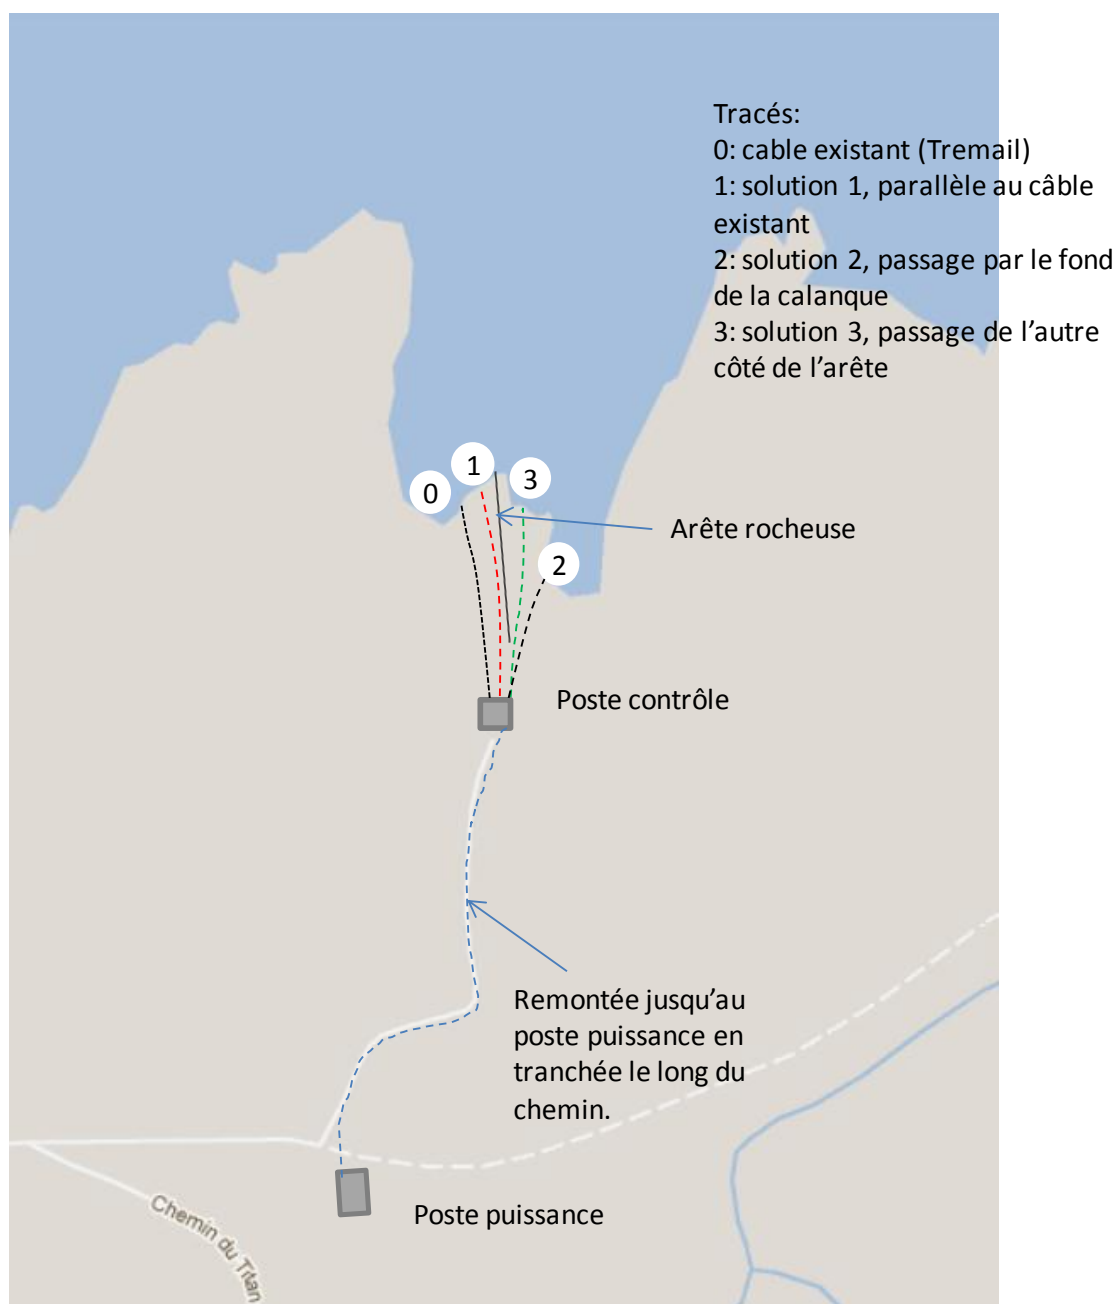 Tracés:
0: cable existant (Tremail)
1: solution 1, parallèle au câble
existant
2: solution 2, passage par le fond
de la calanque
3: solution 3, passage de l’autre
côté de l’arête
1
3
0
Arête rocheuse
2
Poste contrôle
Remontée jusqu’au
poste puissance en
tranchée le long du
chemin.
Poste puissance
Chemin du Titan